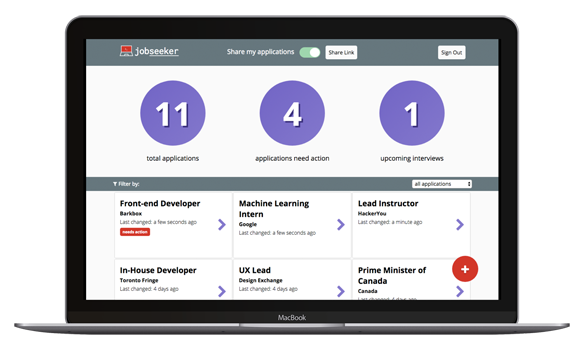 jobseeker
Share my applications
Share Link
Sign Out
11
4
1
total applications
applications need action
upcoming interviews
Filter by:
all applications
Front-end Developer
Barkbox
Last changed: a few seconds ago
needs action
Machine Learning
Intern
Google
Last changed: a few seconds ago
Lead Instructor
HackerYou
Last changed: a minute ago
In-House Developer
Toronto Fringe
Last changed: 4 days ago
UX Lead
Design Exchange
Last changed: 4 days ago
Prime Minister of
Canada
Canada
Last changed: 4 days ago
+
MacBook